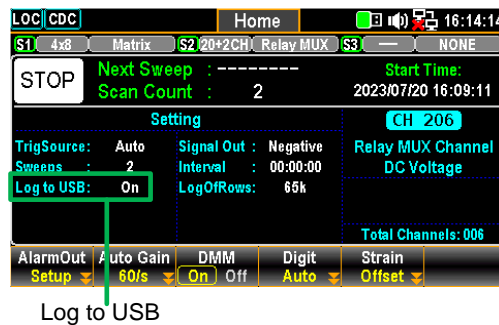 LOC CDC Home 16:14:14
S1 4x8 Matrix S2 20+2CH Relay MUX S3 — NONE
STOP Next Sweep : -------- Start Time:
Scan Count : 2 2023/07/20 16:09:11
Setting CH 206
TrigSource: Auto Signal Out : Negative Relay MUX Channel
Sweeps : 2 Interval : 00:00:00 DC Voltage
Log to USB: On LogOfRows: 65k
Total Channels: 006
AlarmOut Auto Gain DMM Digit Strain
Setup 60/s On Off Auto Offset
Log to USB